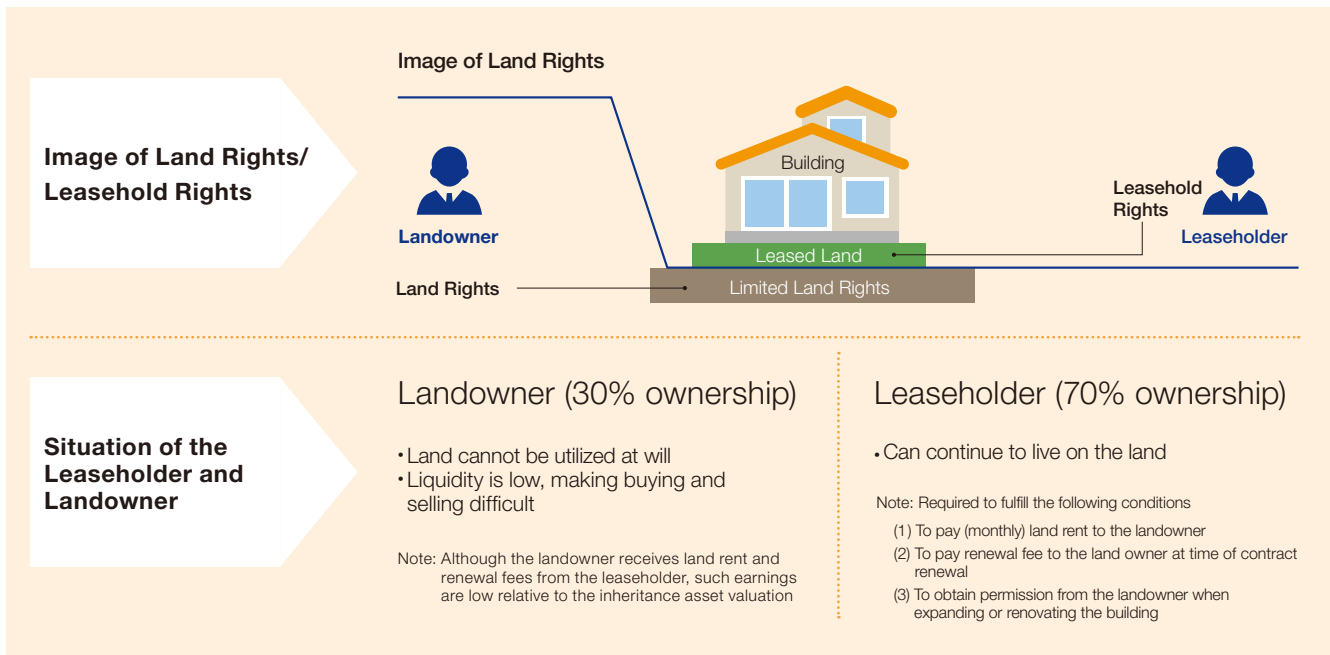 Image of Land Rights/
Leasehold Rights
Image of Land Rights
Landowner
Building
Leasehold
Rights
Leaseholder
Leased Land
Land Rights
Limited Land Rights
Situation of the
Leaseholder and
Landowner
Landowner (30% ownership)
• Land cannot be utilized at will
• Liquidity is low, making buying and
selling difficult
Note: Although the landowner receives land rent and
renewal fees from the leaseholder, such earnings
are low relative to the inheritance asset valuation
Leaseholder (70% ownership)
• Can continue to live on the land
Note: Required to fulfill the following conditions
(1) To pay (monthly) land rent to the landowner
(2) To pay renewal fee to the land owner at time of contract
renewal
(3) To obtain permission from the landowner when
expanding or renovating the building